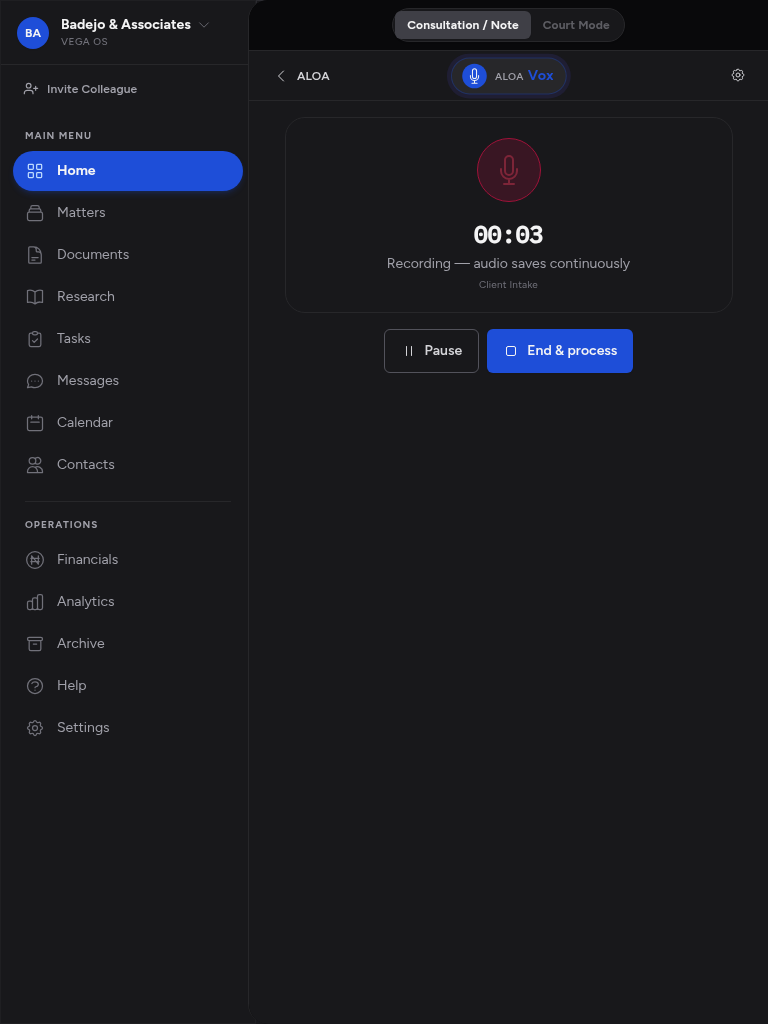 BA
Badejo & Associates
VEGA OS
Invite Colleague
MAIN MENU
Home
Matters
Documents
Research
Tasks
Messages
Calendar
Contacts
OPERATIONS
Financials
Analytics
Archive
Help
Settings
Consultation / Note
Court Mode
ALOA
ALOA Vox
00:03
Recording — audio saves continuously
Client Intake
Pause
End & process